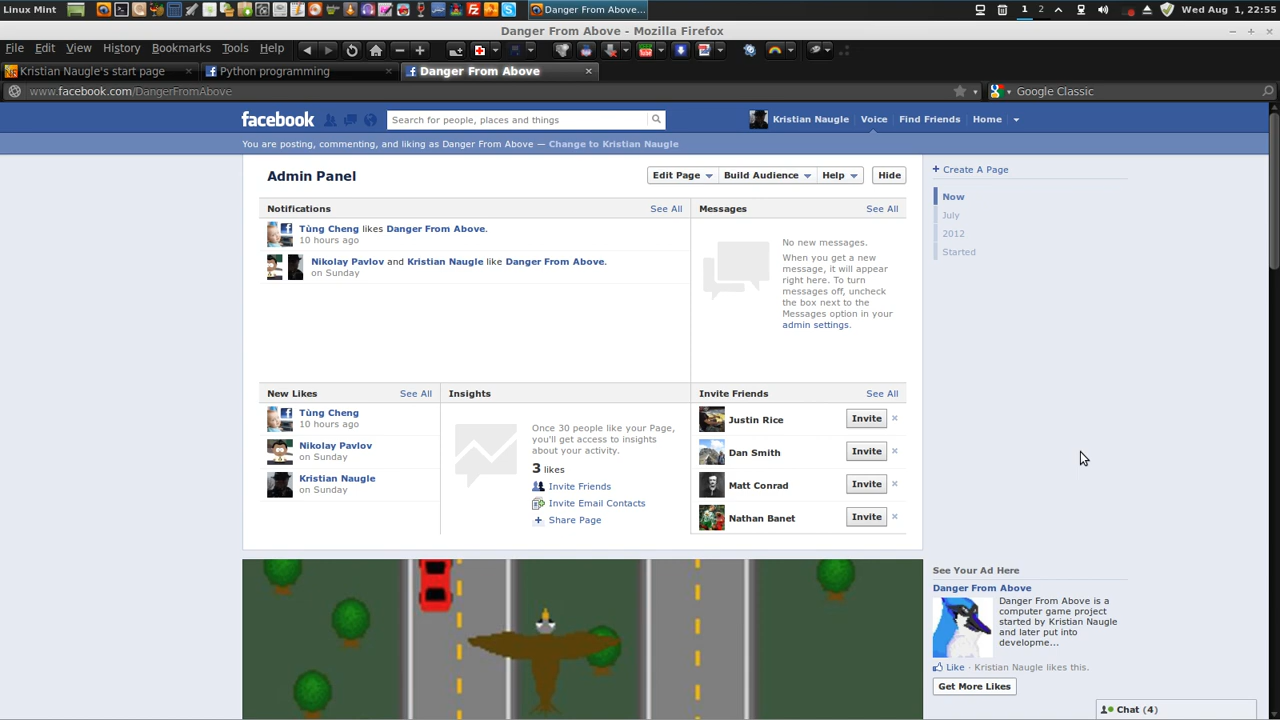 Linux Mint
Danger From Above...
1 2
Wed Aug 1, 22:55
Danger From Above - Mozilla Firefox
File Edit View History Bookmarks Tools Help
Kristian Naugle's start page
Python programming
Danger From Above
www.facebook.com/DangerFromAbove
Google Classic
facebook
Search for people, places and things
Kristian Naugle Voice Find Friends Home
You are posting, commenting, and liking as Danger From Above — Change to Kristian Naugle
Admin Panel
Edit Page Build Audience Help Hide
Notifications See All
Tùng Cheng likes Danger From Above.
10 hours ago
Nikolay Pavlov and Kristian Naugle like Danger From Above.
on Sunday
Messages See All
No new messages.
When you get a new
message, it will appear
right here. To turn
messages off, uncheck
the box next to the
Messages option in your
admin settings.
New Likes See All
Tùng Cheng
10 hours ago
Nikolay Pavlov
on Sunday
Kristian Naugle
on Sunday
Insights
Once 30 people like your Page,
you'll get access to insights
about your activity.
3 likes
Invite Friends
Invite Email Contacts
Share Page
Invite Friends See All
Justin Rice Invite
Dan Smith Invite
Matt Conrad Invite
Nathan Banet Invite
Create A Page
Now
July
2012
Started
See Your Ad Here
Danger From Above
Danger From Above is a
computer game project
started by Kristian Naugle
and later put into
developme...
Like · Kristian Naugle likes this.
Get More Likes
Chat (4)